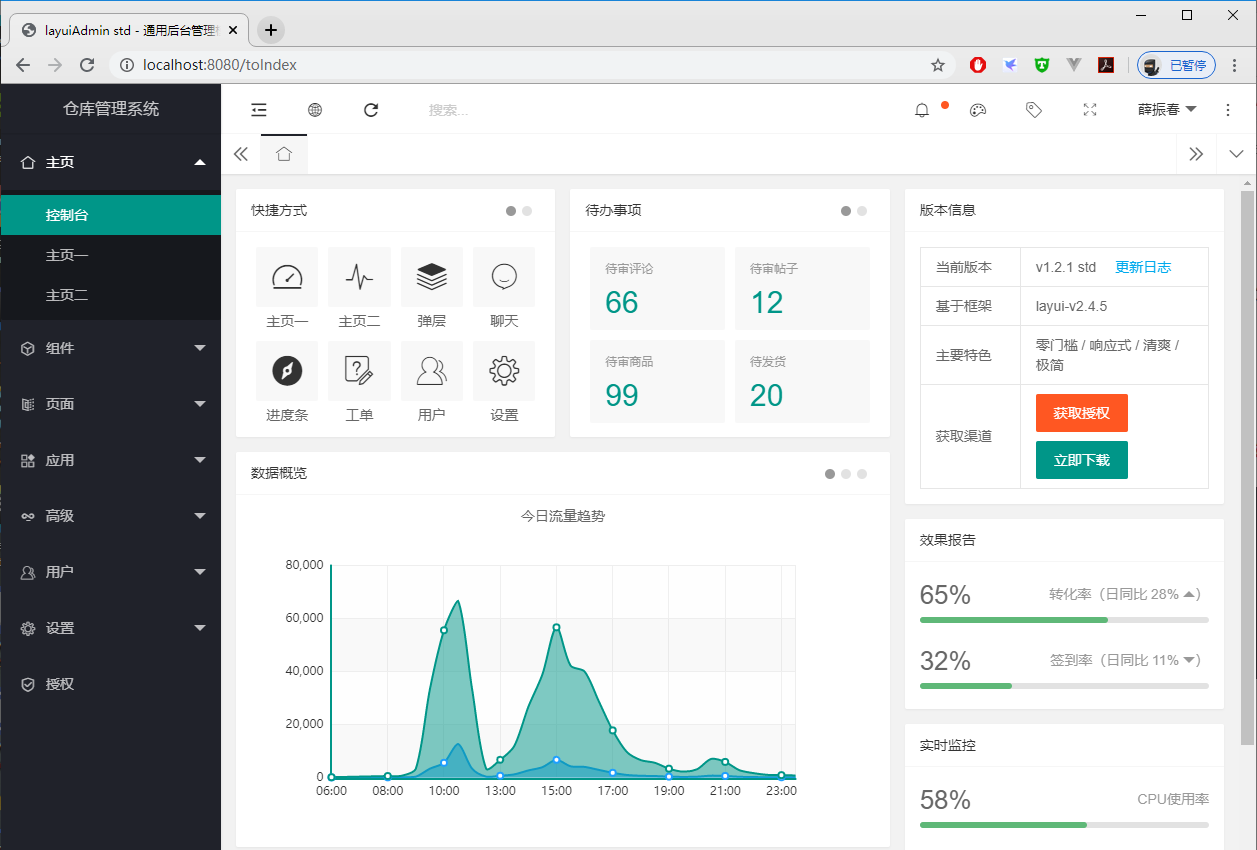 layuiAdmin std - 通用后台管理
localhost:8080/toIndex
已暂停
仓库管理系统
搜索...
薛振春
主页
控制台
主页一
主页二
组件
页面
应用
高级
用户
设置
授权
快捷方式
主页一 主页二 弹层 聊天
进度条 工单 用户 设置
待办事项
待审评论 待审帖子
66 12
待审商品 待发货
99 20
版本信息
当前版本 v1.2.1 std 更新日志
基于框架 layui-v2.4.5
主要特色 零门槛 / 响应式 / 清爽 /
极简
获取渠道 获取授权
立即下载
数据概览
今日流量趋势
80,000
60,000
40,000
20,000
0
06:00 08:00 10:00 13:00 15:00 17:00 19:00 21:00 23:00
效果报告
65% 转化率（日同比 28% ）
32% 签到率（日同比 11% ）
实时监控
58% CPU使用率